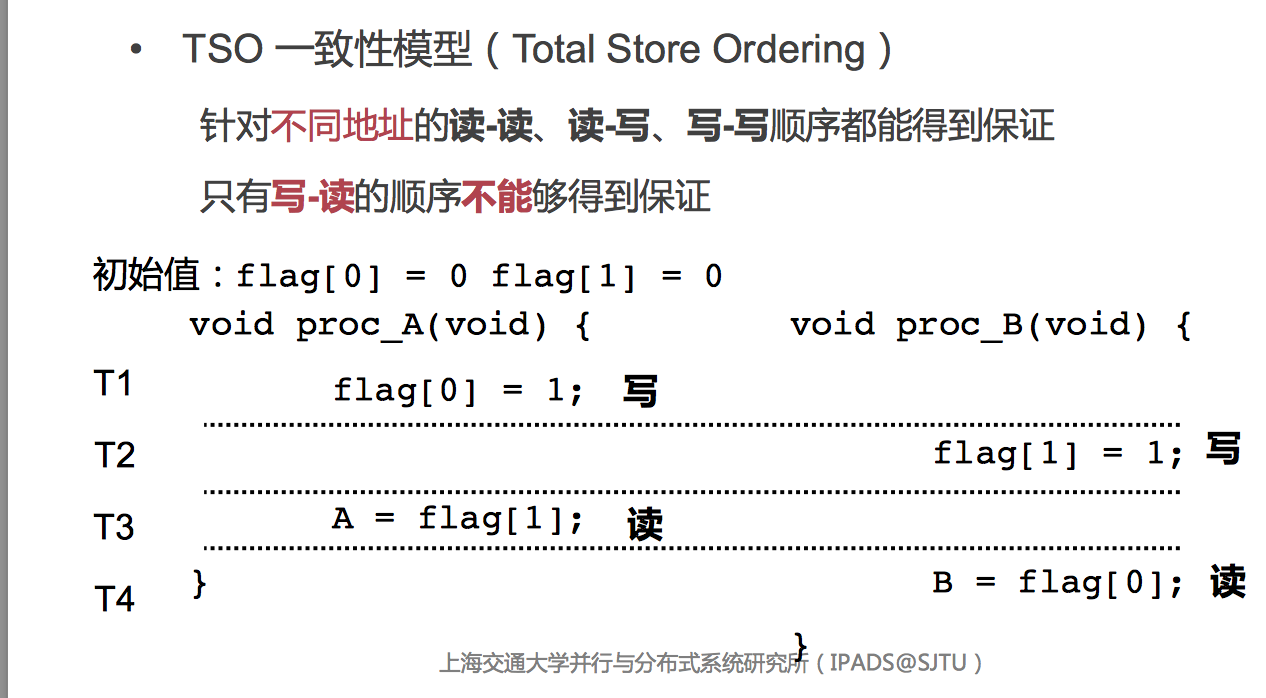 • TSO 一致性模型（Total Store Ordering）
针对不同地址的读-读、读-写、写-写顺序都能得到保证
只有写-读的顺序不能够得到保证
初始值：flag[0] = 0 flag[1] = 0
void proc_A(void) { void proc_B(void) {
T1 flag[0] = 1; 写
T2 flag[1] = 1; 写
T3 A = flag[1]; 读
T4 } B = flag[0]; 读
}
上海交通大学并行与分布式系统研究所（IPADS@SJTU）